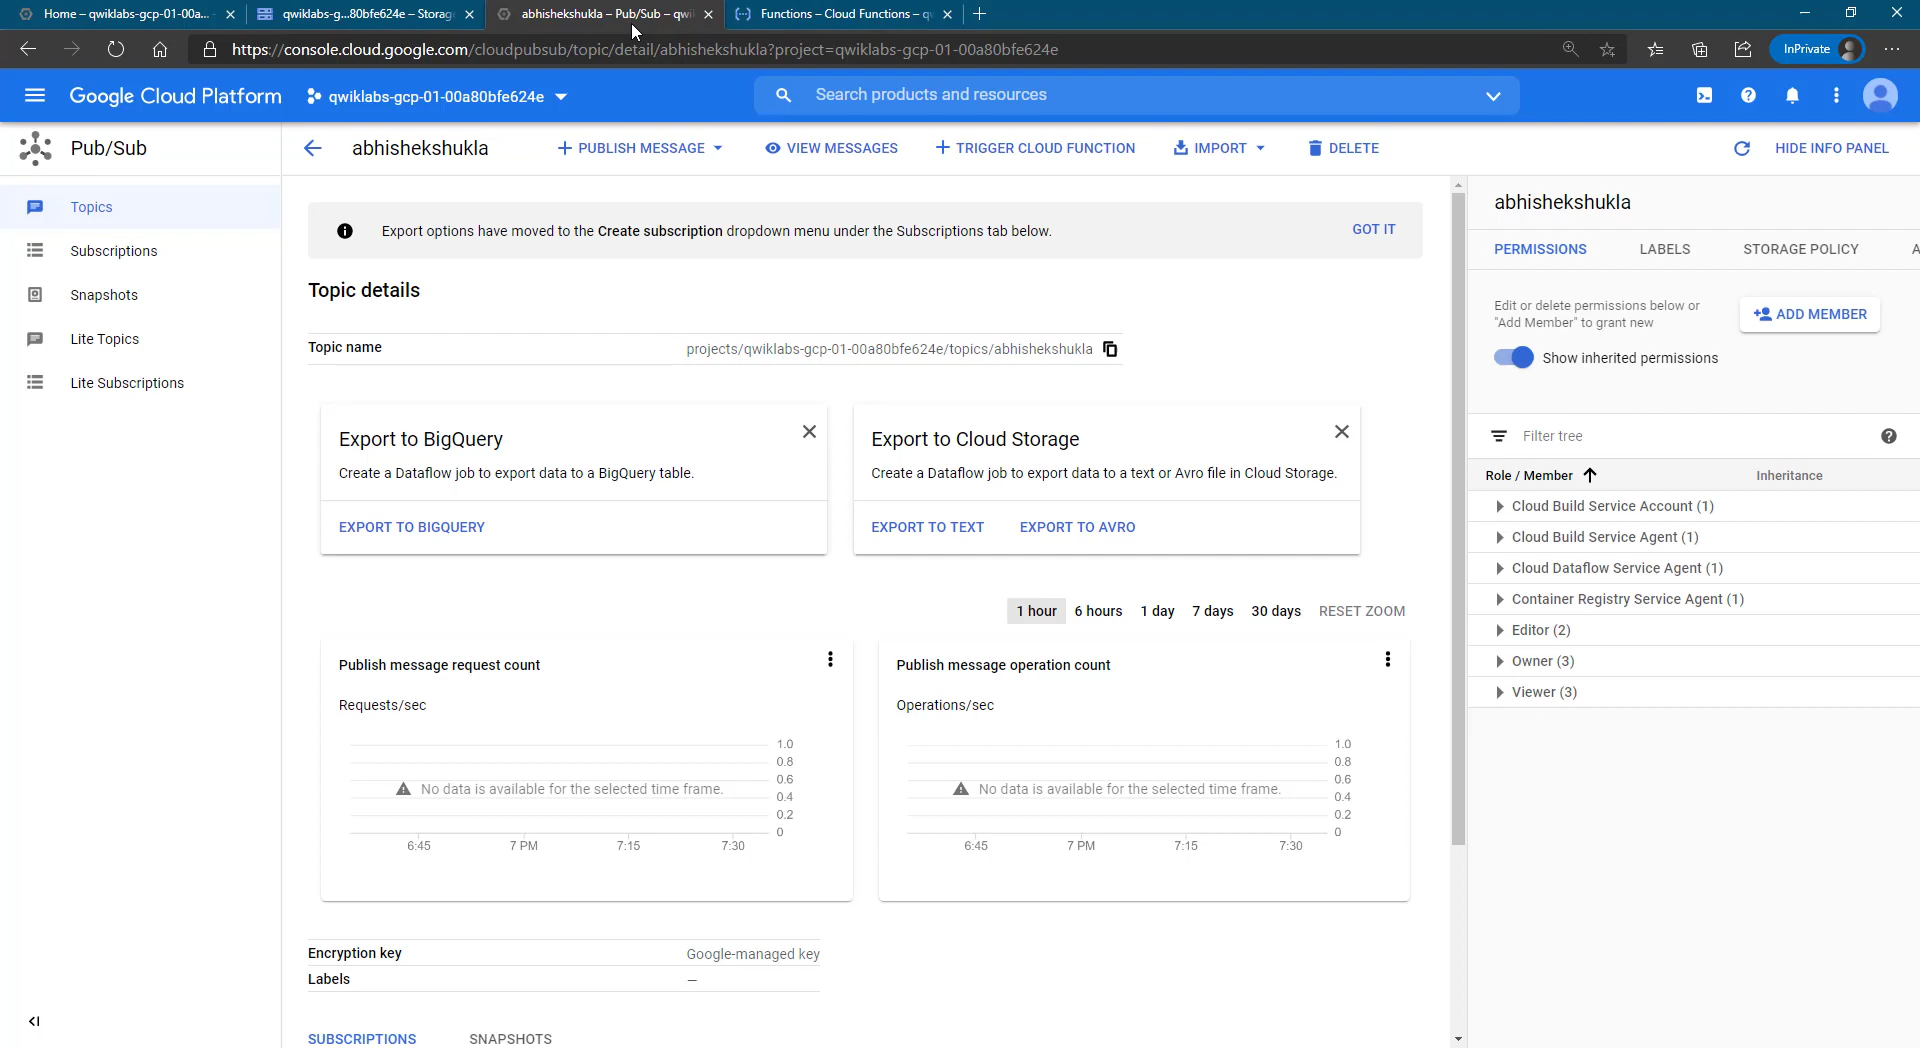 Home – qwiklabs-gcp-01-00a...
qwiklabs-g...80bfe624e – Storag
abhishekshukla – Pub/Sub – qwi
Functions – Cloud Functions – q
https://console.cloud.google.com/cloudpubsub/topic/detail/abhishekshukla?project=qwiklabs-gcp-01-00a80bfe624e
InPrivate
Google Cloud Platform
qwiklabs-gcp-01-00a80bfe624e
Search products and resources
Pub/Sub
abhishekshukla
PUBLISH MESSAGE
VIEW MESSAGES
TRIGGER CLOUD FUNCTION
IMPORT
DELETE
HIDE INFO PANEL
Topics
Subscriptions
Snapshots
Lite Topics
Lite Subscriptions
Export options have moved to the Create subscription dropdown menu under the Subscriptions tab below.
GOT IT
Topic details
Topic name
projects/qwiklabs-gcp-01-00a80bfe624e/topics/abhishekshukla
Export to BigQuery
Create a Dataflow job to export data to a BigQuery table.
EXPORT TO BIGQUERY
Export to Cloud Storage
Create a Dataflow job to export data to a text or Avro file in Cloud Storage.
EXPORT TO TEXT
EXPORT TO AVRO
1 hour
6 hours
1 day
7 days
30 days
RESET ZOOM
Publish message request count
Requests/sec
1.0
0.8
0.6
No data is available for the selected time frame.
0.4
0.2
0
6:45
7 PM
7:15
7:30
Publish message operation count
Operations/sec
1.0
0.8
0.6
No data is available for the selected time frame.
0.4
0.2
0
6:45
7 PM
7:15
7:30
Encryption key
Google-managed key
Labels
—
SUBSCRIPTIONS
SNAPSHOTS
abhishekshukla
PERMISSIONS
LABELS
STORAGE POLICY
A
Edit or delete permissions below or
"Add Member" to grant new
ADD MEMBER
Show inherited permissions
Filter tree
Role / Member
Inheritance
Cloud Build Service Account (1)
Cloud Build Service Agent (1)
Cloud Dataflow Service Agent (1)
Container Registry Service Agent (1)
Editor (2)
Owner (3)
Viewer (3)